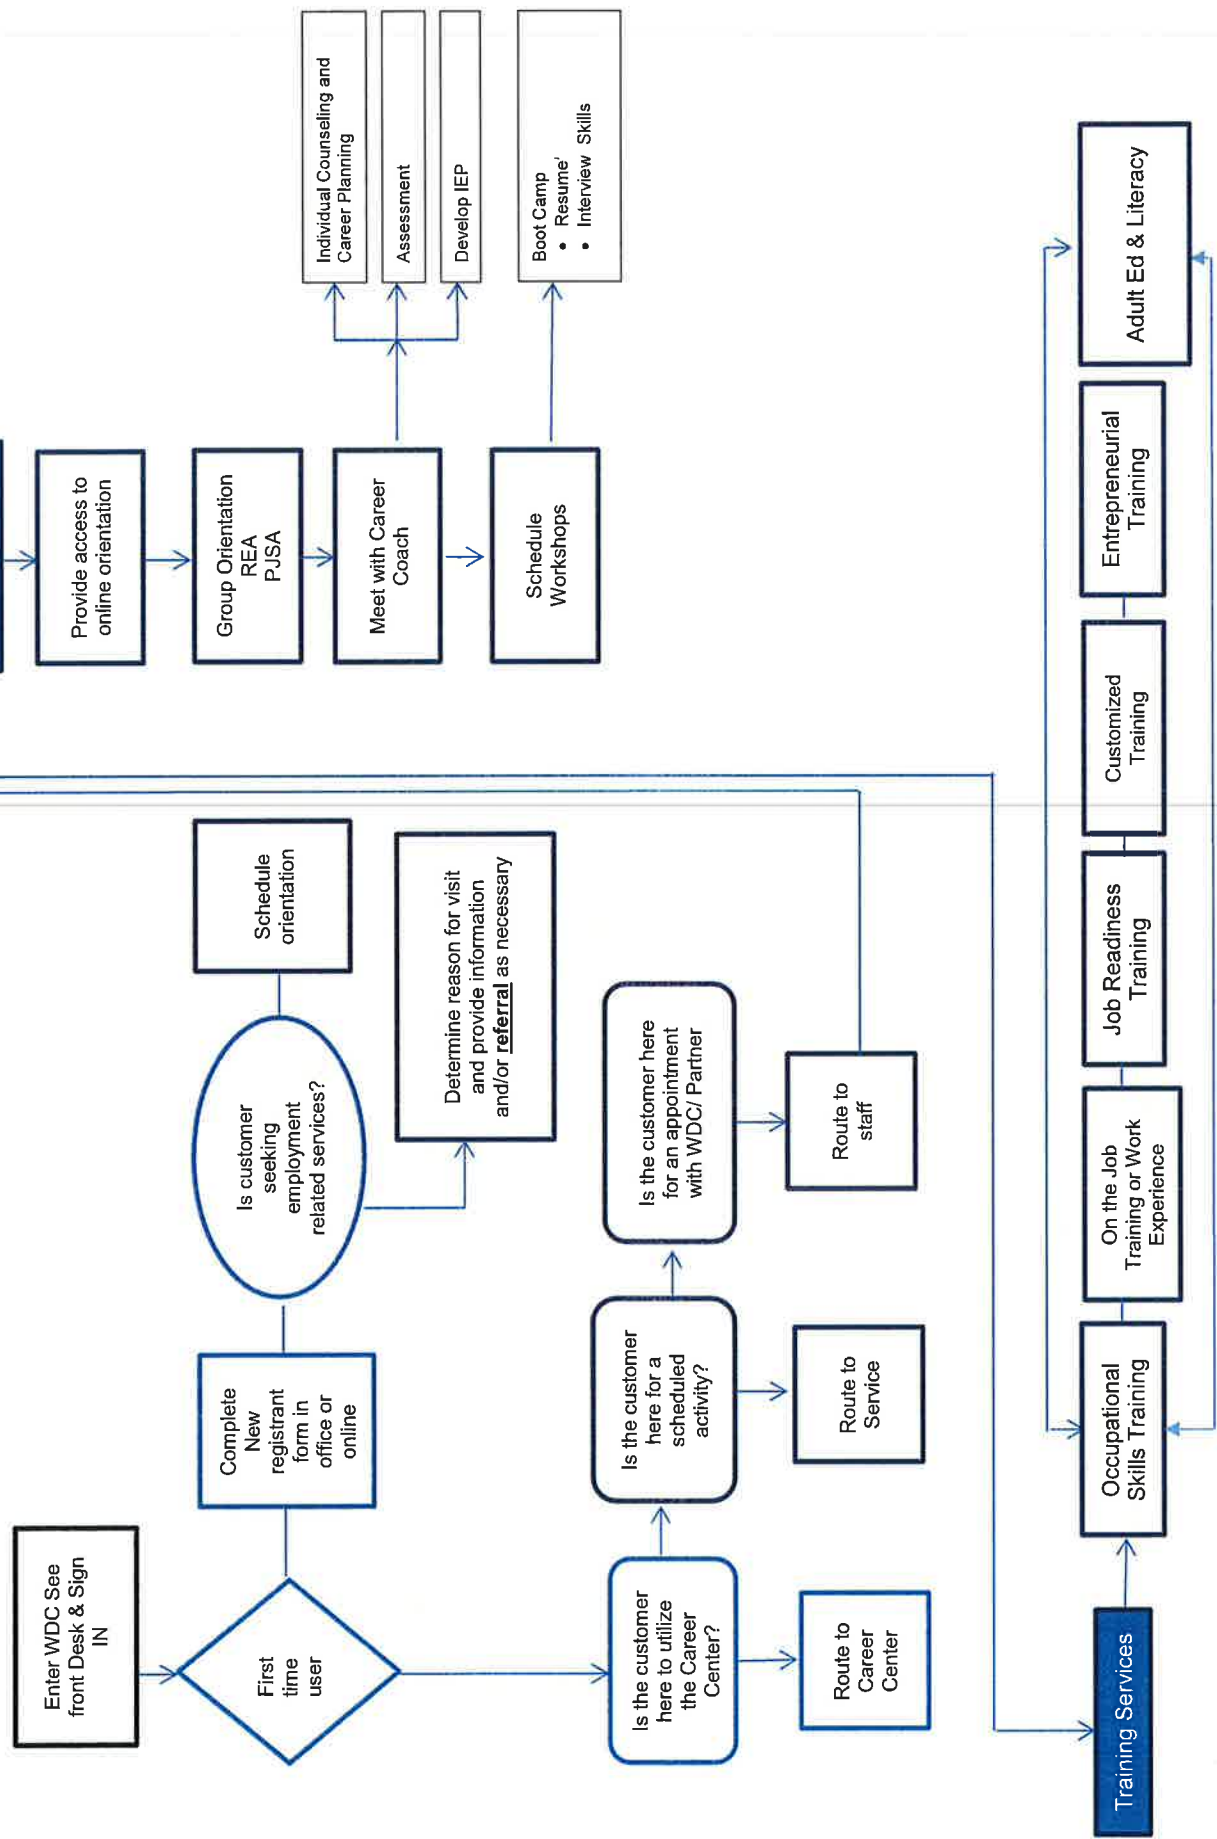 Enter WDC See
front Desk & Sign
IN
First
time
user
Complete
New
registrant
form in
office or
online
Is customer
seeking
employment
related services?
Schedule
orientation
Determine reason for visit
and provide information
and/or referral as necessary
Is the customer
here to utilize
the Career
Center?
Route to
Career
Center
Is the customer
here for a
scheduled
activity?
Route to
Service
Is the customer here
for an appointment
with WDC/ Partner
Route to
staff
Provide access to
online orientation
Group Orientation
REA
PJSA
Meet with Career
Coach
Schedule
Workshops
Individual Counseling and
Career Planning
Assessment
Develop IEP
Boot Camp
• Resume'
• Interview Skills
Training Services
Occupational
Skills Training
On the Job
Training or Work
Experience
Job Readiness
Training
Customized
Training
Entrepreneurial
Training
Adult Ed & Literacy